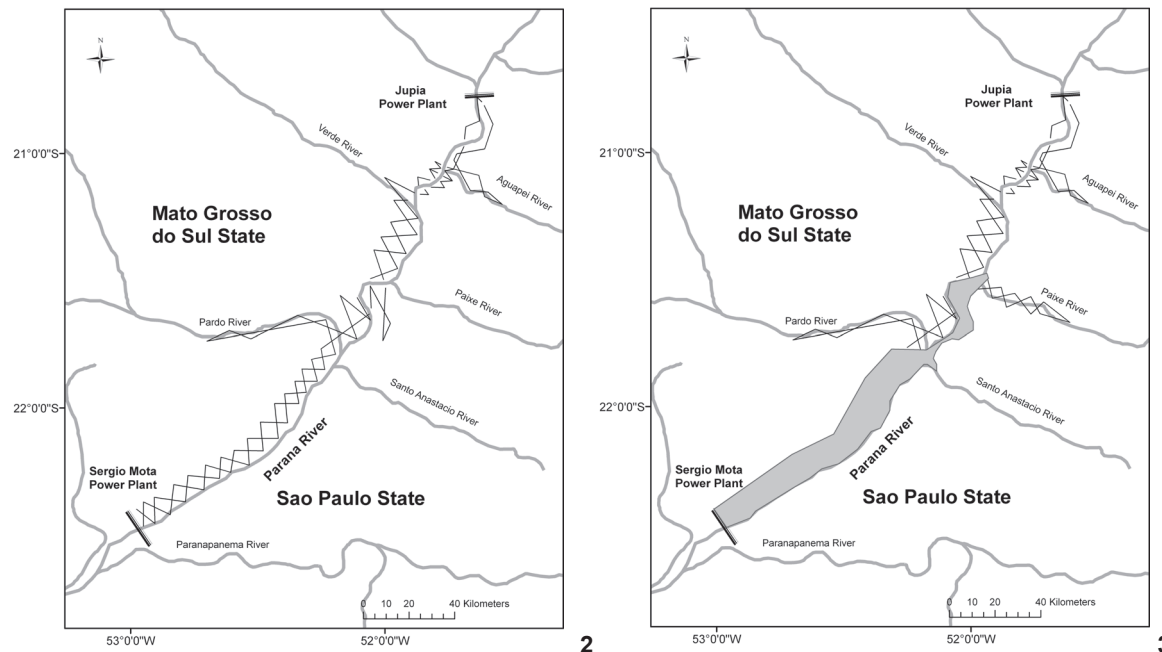 N
Jupia
Power Plant
Verde River
21°0'0"S
Aguapei River
Mato Grosso
do Sul State
Paixe River
Pardo River
Santo Anastacio River
22°0'0"S
Parana River
Sergio Mota
Power Plant
Sao Paulo State
Paranapanema River
0 10 20 40 Kilometers
53°0'0"W 52°0'0"W
2
N
Jupia
Power Plant
Verde River
21°0'0"S
Aguapei River
Mato Grosso
do Sul State
Paixe River
Pardo River
Santo Anastacio River
22°0'0"S
Parana River
Sergio Mota
Power Plant
Sao Paulo State
Paranapanema River
0 10 20 40 Kilometers
53°0'0"W 52°0'0"W